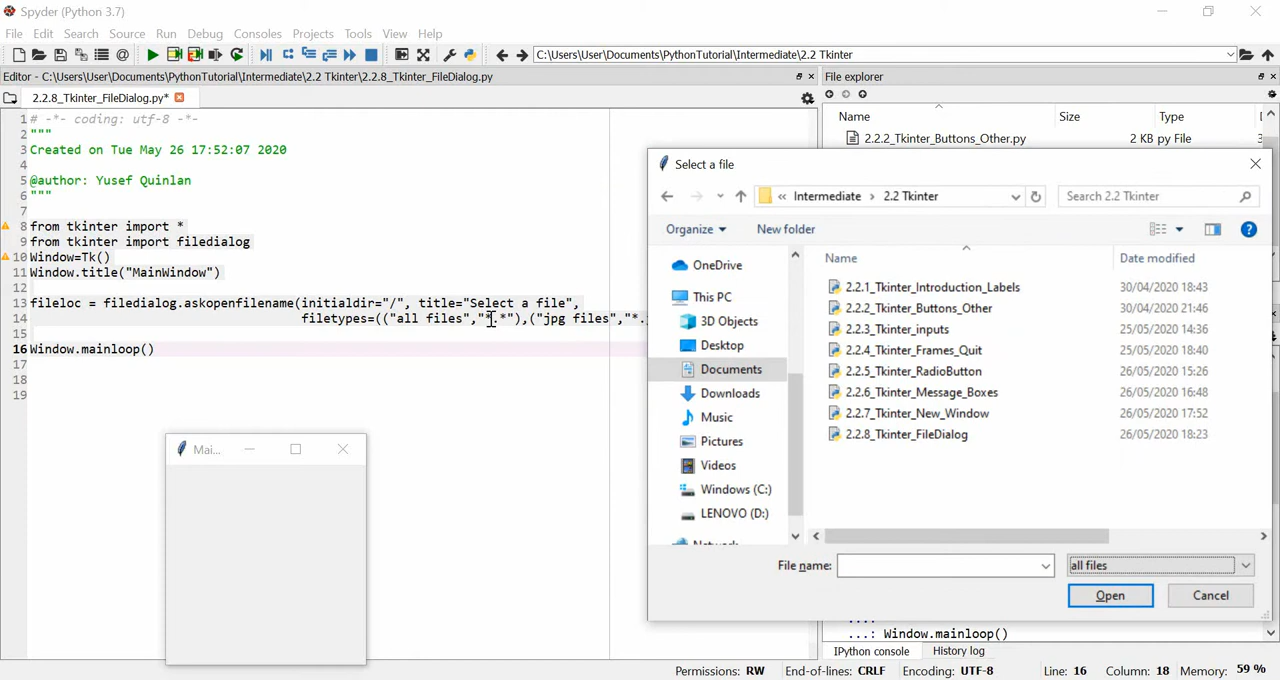 Spyder (Python 3.7)
File Edit Search Source Run Debug Consoles Projects Tools View Help
C:\Users\User\Documents\PythonTutorial\Intermediate\2.2 Tkinter
Editor - C:\Users\User\Documents\PythonTutorial\Intermediate\2.2 Tkinter\2.2.8_Tkinter_FileDialog.py
2.2.8_Tkinter_FileDialog.py*
1 # -*- coding: utf-8 -*-
2 """
3 Created on Tue May 26 17:52:07 2020
4
5 @author: Yusef Quinlan
6 """
7
8 from tkinter import *
9 from tkinter import filedialog
10 Window=Tk()
11 Window.title("MainWindow")
12
13 fileloc = filedialog.askopenfilename(initialdir="/", title="Select a file",
14 filetypes=(("all files","*.*"),("jpg files","*.
15
16 Window.mainloop()
17
18
19
Mai...
File explorer
Name Size Type
2.2.2_Tkinter_Buttons_Other.py 2 KB py File
Select a file
« Intermediate › 2.2 Tkinter Search 2.2 Tkinter
Organize New folder
OneDrive
This PC
3D Objects
Desktop
Documents
Downloads
Music
Pictures
Videos
Windows (C:)
LENOVO (D:)
Name Date modified
2.2.1_Tkinter_Introduction_Labels 30/04/2020 18:43
2.2.2_Tkinter_Buttons_Other 30/04/2020 21:46
2.2.3_Tkinter_inputs 25/05/2020 14:36
2.2.4_Tkinter_Frames_Quit 25/05/2020 18:40
2.2.5_Tkinter_RadioButton 26/05/2020 15:26
2.2.6_Tkinter_Message_Boxes 26/05/2020 16:48
2.2.7_Tkinter_New_Window 26/05/2020 17:52
2.2.8_Tkinter_FileDialog 26/05/2020 18:23
File name: all files
Open Cancel
...:
...: Window.mainloop()
IPython console History log
Permissions: RW End-of-lines: CRLF Encoding: UTF-8 Line: 16 Column: 18 Memory: 59 %